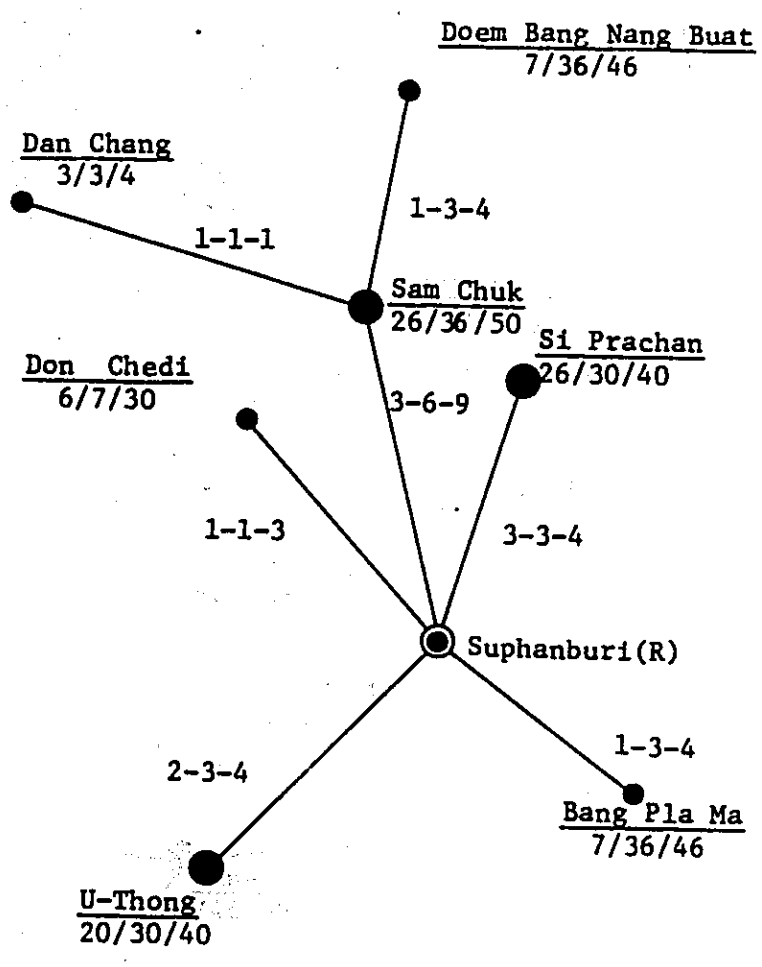 Doem Bang Nang Buat
7/36/46
Dan Chang
3/3/4
1-3-4
1-1-1
Sam Chuk
26/36/50
Si Prachan
26/30/40
Don Chedi
6/7/30
3-6-9
1-1-3
3-3-4
Suphanburi(R)
1-3-4
2-3-4
Bang Pla Ma
7/36/46
U-Thong
20/30/40